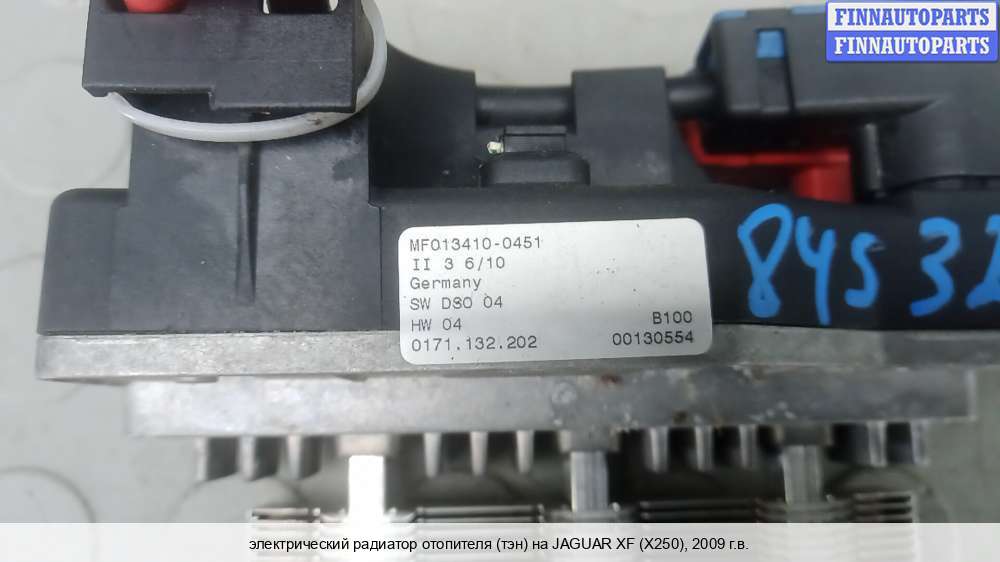 FINNAUTOPARTS
FINNAUTOPARTS
MF013410-0451
II 3 6/10
Germany
SW D30 04
HW 04 B100
0171.132.202 00130554
84S 32
электрический радиатор отопителя (тэн) на JAGUAR XF (X250), 2009 г.в.